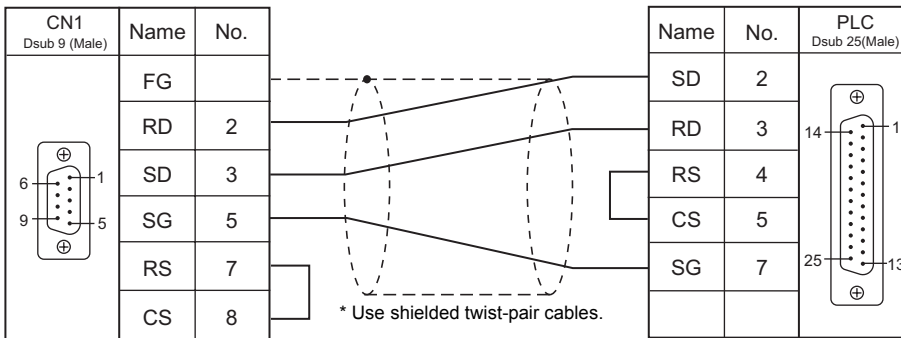 CN1
Dsub 9 (Male)
Name No.
FG
RD 2
SD 3
SG 5
RS 7
CS 8
6
1
9
5
* Use shielded twist-pair cables.
Name No.
PLC
Dsub 25(Male)
SD 2
RD 3
RS 4
CS 5
SG 7
14
1
25
13